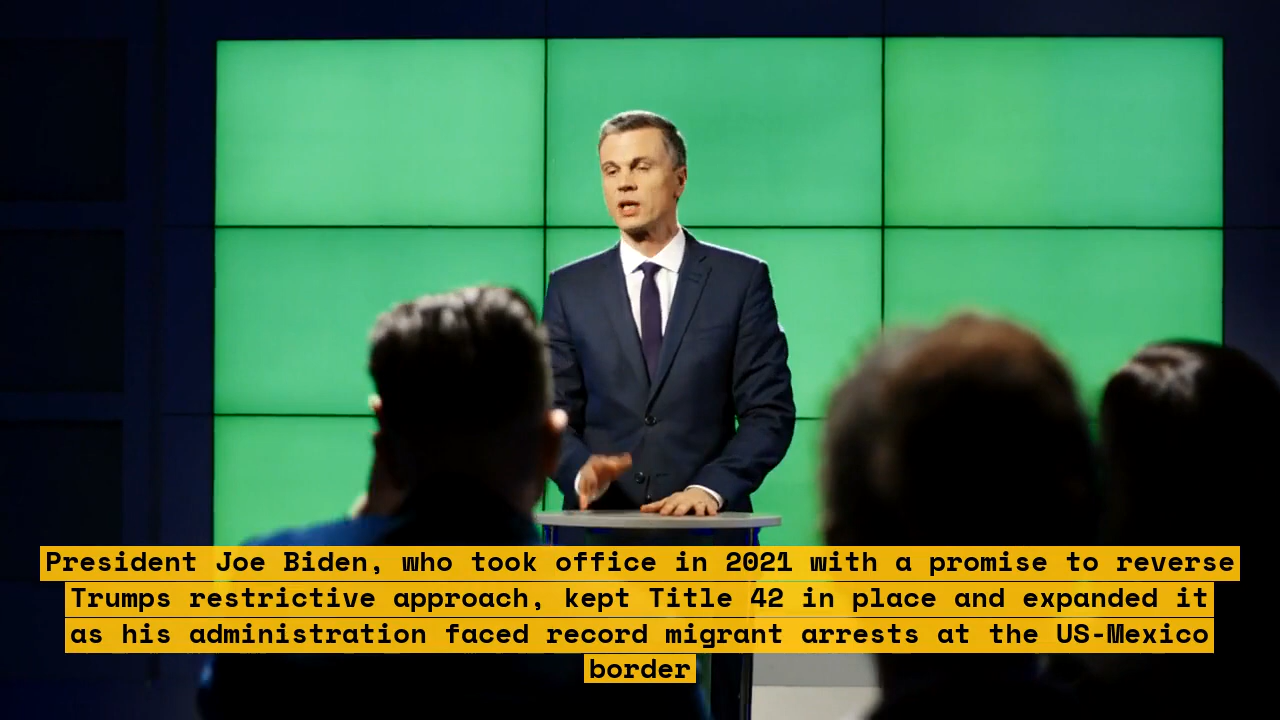 President Joe Biden, who took office in 2021 with a promise to reverse
Trumps restrictive approach, kept Title 42 in place and expanded it
as his administration faced record migrant arrests at the US-Mexico
border